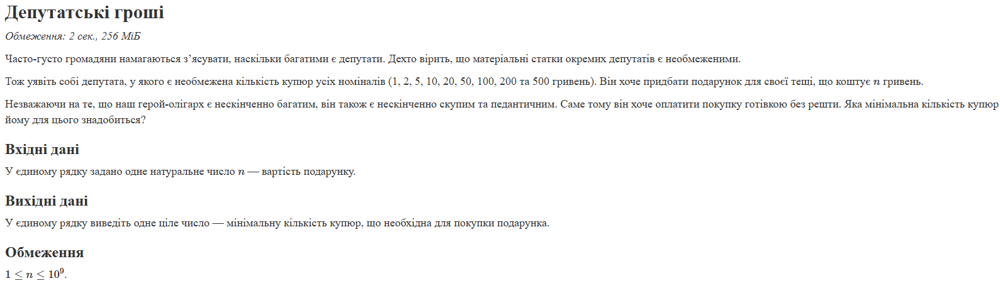 Депутатські гроші
Обмеження: 2 сек., 256 МіБ
Часто-густо громадяни намагаються з’ясувати, наскільки багатими є депутати. Дехто вірить, що матеріальні статки окремих депутатів є необмеженими.
Тож уявіть собі депутата, у якого є необмежена кількість купюр усіх номіналів (1, 2, 5, 10, 20, 50, 100, 200 та 500 гривень). Він хоче придбати подарунок для своєї тещі, що коштує n гривень.
Незважаючи на те, що наш герой-олігарх є нескінченно багатим, він також є нескінченно скупим та педантичним. Саме тому він хоче оплатити покупку готівкою без решти. Яка мінімальна кількість купюр
йому для цього знадобиться?
Вхідні дані
У єдиному рядку задано одне натуральне число n — вартість подарунку.
Вихідні дані
У єдиному рядку виведіть одне ціле число — мінімальну кількість купюр, що необхідна для покупки подарунка.
Обмеження
1 ≤ n ≤ 10⁹.